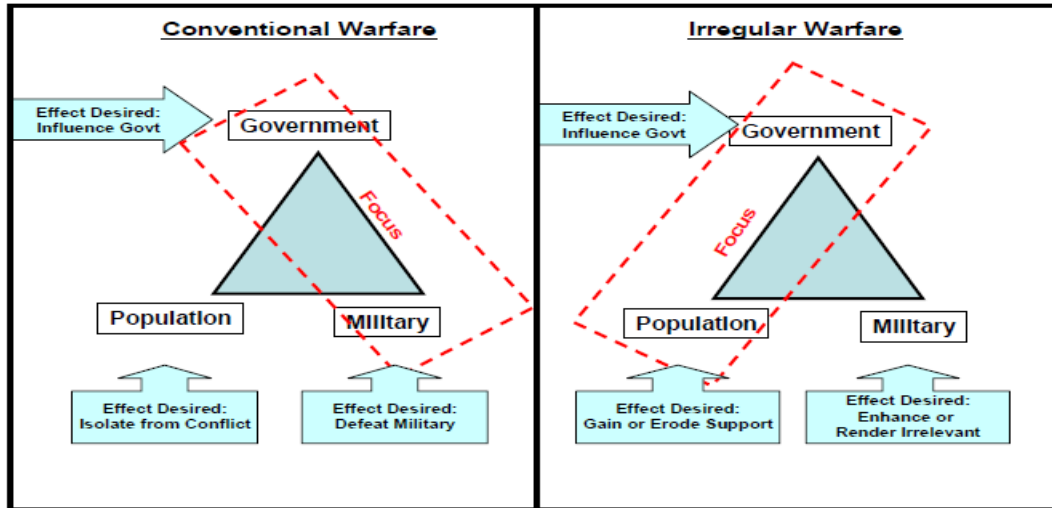 Conventional Warfare
Effect Desired:
Influence Govt
Government
Focus
Population
Military
Effect Desired:
Isolate from Conflict
Effect Desired:
Defeat Military
Irregular Warfare
Effect Desired:
Influence Govt
Government
Focus
Population
Military
Effect Desired:
Gain or Erode Support
Effect Desired:
Enhance or
Render Irrelevant